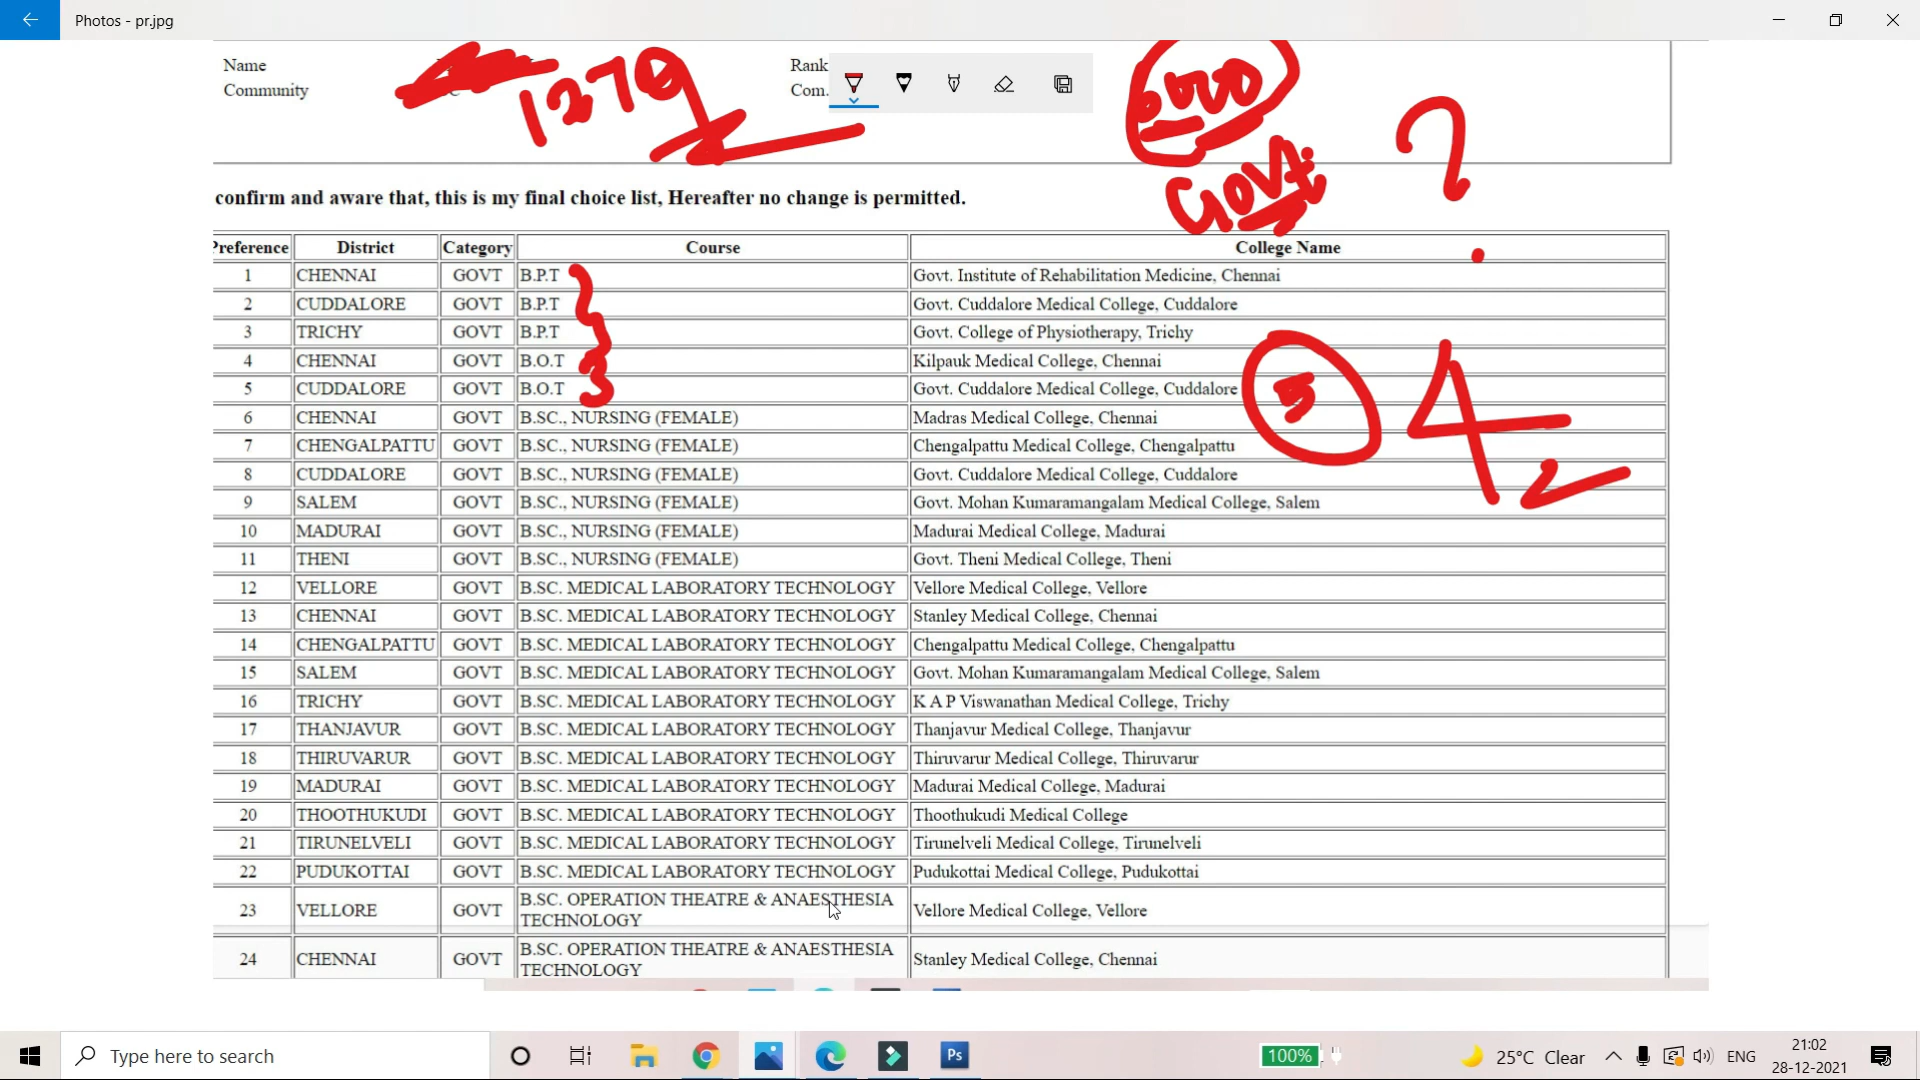 Photos - pr.jpg
Name
Community
Rank
Com.
Govt.
?
confirm and aware that, this is my final choice list, Hereafter no change is permitted.
Preference District Category Course College Name
1 CHENNAI GOVT B.P.T Govt. Institute of Rehabilitation Medicine, Chennai
2 CUDDALORE GOVT B.P.T Govt. Cuddalore Medical College, Cuddalore
3 TRICHY GOVT B.P.T Govt. College of Physiotherapy, Trichy
4 CHENNAI GOVT B.O.T Kilpauk Medical College, Chennai
5 CUDDALORE GOVT B.O.T Govt. Cuddalore Medical College, Cuddalore
5
6 CHENNAI GOVT B.SC., NURSING (FEMALE) Madras Medical College, Chennai
7 CHENGALPATTU GOVT B.SC., NURSING (FEMALE) Chengalpattu Medical College, Chengalpattu
8 CUDDALORE GOVT B.SC., NURSING (FEMALE) Govt. Cuddalore Medical College, Cuddalore
9 SALEM GOVT B.SC., NURSING (FEMALE) Govt. Mohan Kumaramangalam Medical College, Salem
10 MADURAI GOVT B.SC., NURSING (FEMALE) Madurai Medical College, Madurai
11 THENI GOVT B.SC., NURSING (FEMALE) Govt. Theni Medical College, Theni
12 VELLORE GOVT B.SC. MEDICAL LABORATORY TECHNOLOGY Vellore Medical College, Vellore
13 CHENNAI GOVT B.SC. MEDICAL LABORATORY TECHNOLOGY Stanley Medical College, Chennai
14 CHENGALPATTU GOVT B.SC. MEDICAL LABORATORY TECHNOLOGY Chengalpattu Medical College, Chengalpattu
15 SALEM GOVT B.SC. MEDICAL LABORATORY TECHNOLOGY Govt. Mohan Kumaramangalam Medical College, Salem
16 TRICHY GOVT B.SC. MEDICAL LABORATORY TECHNOLOGY K A P Viswanathan Medical College, Trichy
17 THANJAVUR GOVT B.SC. MEDICAL LABORATORY TECHNOLOGY Thanjavur Medical College, Thanjavur
18 THIRUVARUR GOVT B.SC. MEDICAL LABORATORY TECHNOLOGY Thiruvarur Medical College, Thiruvarur
19 MADURAI GOVT B.SC. MEDICAL LABORATORY TECHNOLOGY Madurai Medical College, Madurai
20 THOOTHUKUDI GOVT B.SC. MEDICAL LABORATORY TECHNOLOGY Thoothukudi Medical College
21 TIRUNELVELI GOVT B.SC. MEDICAL LABORATORY TECHNOLOGY Tirunelveli Medical College, Tirunelveli
22 PUDUKOTTAI GOVT B.SC. MEDICAL LABORATORY TECHNOLOGY Pudukottai Medical College, Pudukottai
23 VELLORE GOVT B.SC. OPERATION THEATRE & ANAESTHESIA TECHNOLOGY Vellore Medical College, Vellore
24 CHENNAI GOVT B.SC. OPERATION THEATRE & ANAESTHESIA TECHNOLOGY Stanley Medical College, Chennai
Type here to search
Ps
100%
25°C Clear
ENG
21:02
28-12-2021